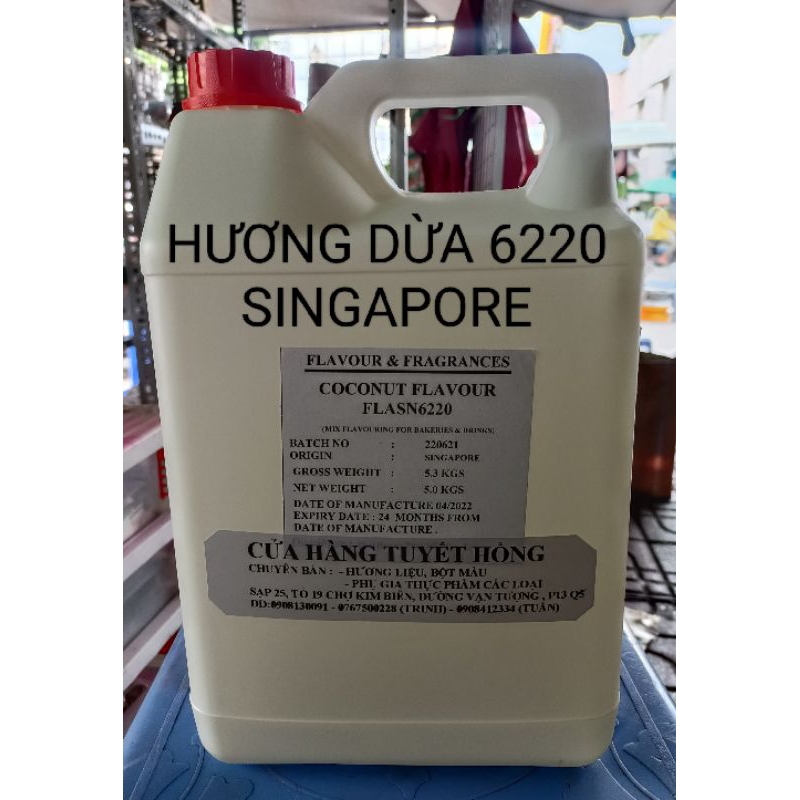 HƯƠNG DỪA 6220
SINGAPORE
FLAVOUR & FRAGRANCES
COCONUT FLAVOUR
FLASN6220
(MIX FLAVOURING FOR BAKERIES & DRINKS)
BATCH NO : 220621
ORIGIN : SINGAPORE
GROSS WEIGHT : 5.3 KGS
NET WEIGHT : 5.0 KGS
DATE OF MANUFACTURE 04/2022
EXPIRY DATE : 24 MONTHS FROM
DATE OF MANUFACTURE .
CỬA HÀNG TUYẾT HỒNG
CHUYÊN BÁN : - HƯƠNG LIỆU, BỘT MÀU
- PHỤ GIA THỰC PHẨM CÁC LOẠI
SẠP 25, TỔ 19 CHỢ KIM BIÊN, ĐƯỜNG VẠN TƯỢNG , P13 Q5
DĐ:0908130091 - 0767500228 (TRINH) - 0908412334 (TUẤN)